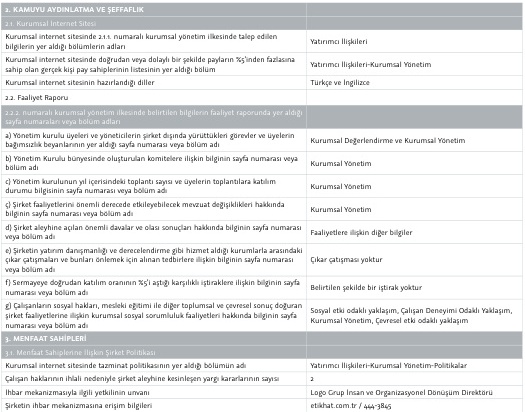 2. KAMUYU AYDINLATMA VE ŞEFFAFLIK
2.1. Kurumsal İnternet Sitesi
Kurumsal internet sitesinde 2.1.1. numaralı kurumsal yönetim ilkesinde talep edilen
bilgilerin yer aldığı bölümlerin adları
Yatırımcı İlişkileri
Kurumsal internet sitesinde doğrudan veya dolaylı bir şekilde payların %5'inden fazlasına
sahip olan gerçek kişi pay sahiplerinin listesinin yer aldığı bölüm
Yatırımcı İlişkileri-Kurumsal Yönetim
Kurumsal internet sitesinin hazırlandığı diller
Türkçe ve İngilizce
2.2. Faaliyet Raporu
2.2.2. numaralı kurumsal yönetim ilkesinde belirtilen bilgilerin faaliyet raporunda yer aldığı
sayfa numaraları veya bölüm adları
a) Yönetim kurulu üyeleri ve yöneticilerin şirket dışında yürüttükleri görevler ve üyelerin
bağımsızlık beyanlarının yer aldığı sayfa numarası veya bölüm adı
Kurumsal Değerlendirme ve Kurumsal Yönetim
b) Yönetim Kurulu bünyesinde oluşturulan komitelere ilişkin bilginin sayfa numarası veya
bölüm adı
Kurumsal Yönetim
c) Yönetim kurulunun yıl içerisindeki toplantı sayısı ve üyelerin toplantılara katılım
durumu bilgisinin sayfa numarası veya bölüm adı
Kurumsal Yönetim
ç) Şirket faaliyetlerini önemli derecede etkileyebilecek mevzuat değişiklikleri hakkında
bilginin sayfa numarası veya bölüm adı
Kurumsal Yönetim
d) Şirket aleyhine açılan önemli davalar ve olası sonuçları hakkında bilginin sayfa numarası
veya bölüm adı
Faaliyetlere ilişkin diğer bilgiler
e) Şirketin yatırım danışmanlığı ve derecelendirme gibi hizmet aldığı kurumlarla arasındaki
çıkar çatışmaları ve bunları önlemek için alınan tedbirlere ilişkin bilginin sayfa numarası
veya bölüm adı
Çıkar çatışması yoktur
f) Sermayeye doğrudan katılım oranının %5'i aştığı karşılıklı iştiraklere ilişkin bilginin sayfa
numarası veya bölüm adı
Belirtilen şekilde bir iştirak yoktur
g) Çalışanların sosyal hakları, mesleki eğitimi ile diğer toplumsal ve çevresel sonuç doğuran
şirket faaliyetlerine ilişkin kurumsal sosyal sorumluluk faaliyetleri hakkında bilginin sayfa
numarası veya bölüm adı
Sosyal etki odaklı yaklaşım, Çalışan Deneyimi Odaklı Yaklaşım,
Kurumsal Yönetim, Çevresel etki odaklı yaklaşım
3. MENFAAT SAHİPLERİ
3.1. Menfaat Sahiplerine İlişkin Şirket Politikası
Kurumsal internet sitesinde tazminat politikasının yer aldığı bölümün adı
Yatırımcı İlişkileri-Kurumsal Yönetim-Politikalar
Çalışan haklarının ihlali nedeniyle şirket aleyhine kesinleşen yargı kararlarının sayısı
2
İhbar mekanizmasıyla ilgili yetkilinin unvanı
Logo Grup İnsan ve Organizasyonel Dönüşüm Direktörü
Şirketin ihbar mekanizmasına erişim bilgileri
etikhat.com.tr / 444-3845